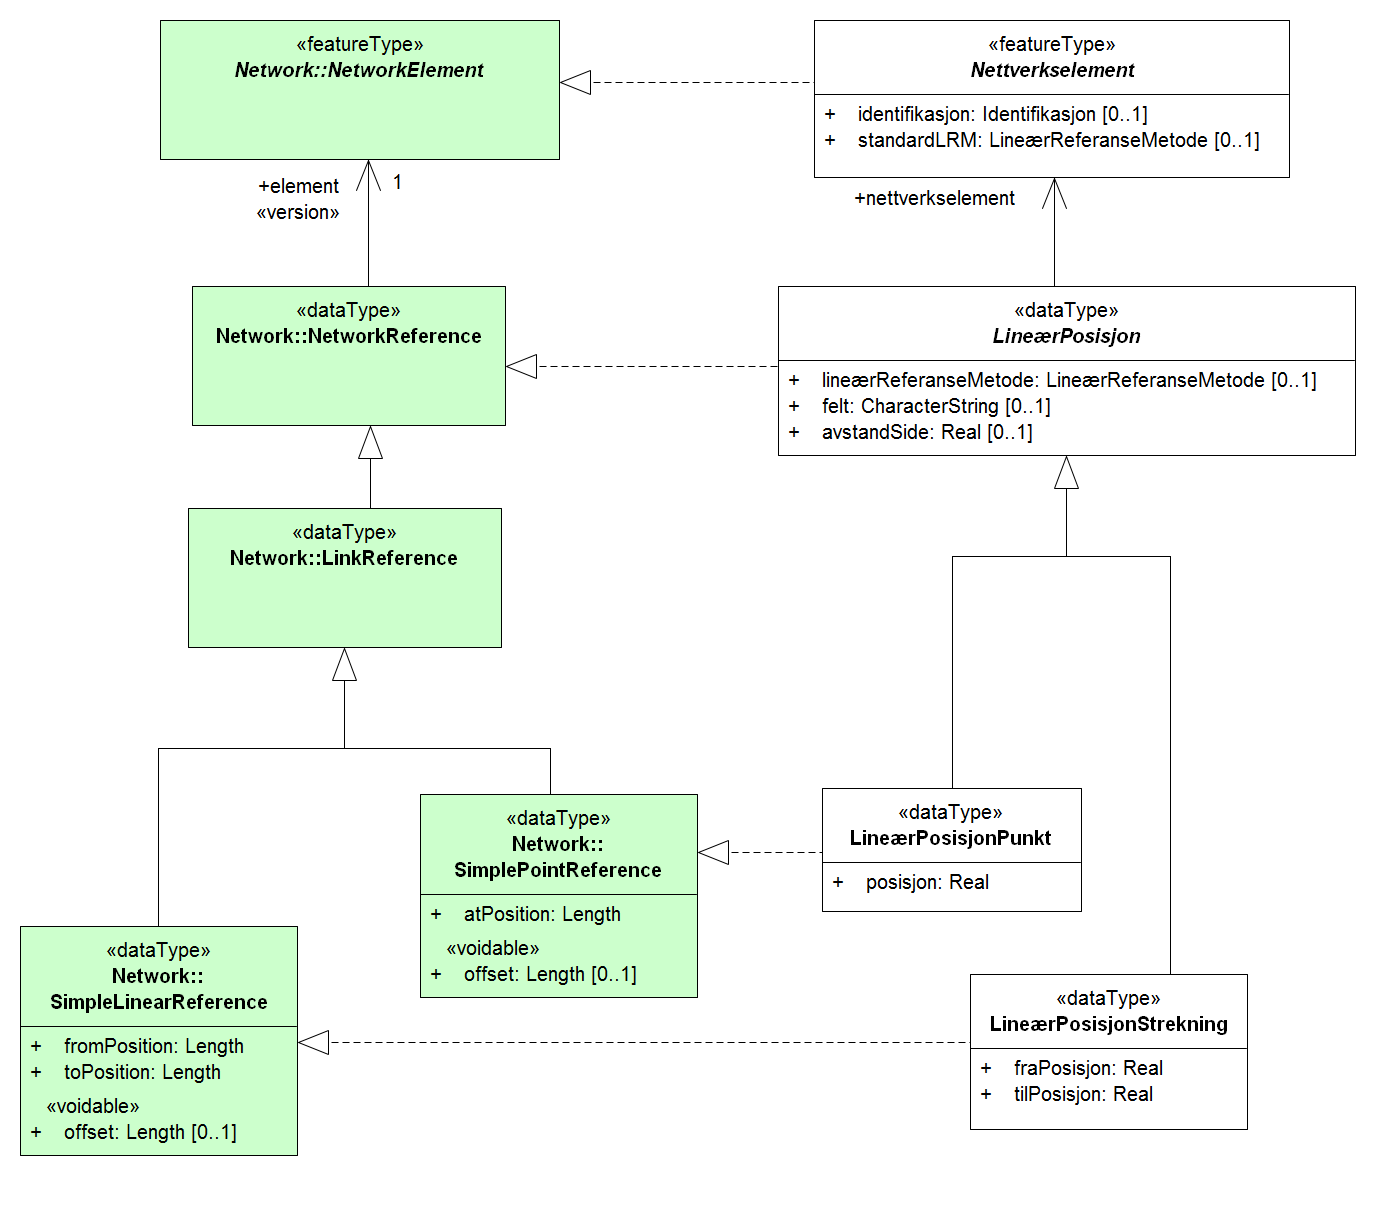 «featureType»
Network::NetworkElement
«featureType»
Nettverkselement
+ identifikasjon: Identifikasjon [0..1]
+ standardLRM: LineærReferanseMetode [0..1]
+element
«version»
1
+nettverkselement
«dataType»
Network::NetworkReference
«dataType»
LineærPosisjon
+ lineærReferanseMetode: LineærReferanseMetode [0..1]
+ felt: CharacterString [0..1]
+ avstandSide: Real [0..1]
«dataType»
Network::LinkReference
«dataType»
Network::
SimplePointReference
+ atPosition: Length
«voidable»
+ offset: Length [0..1]
«dataType»
LineærPosisjonPunkt
+ posisjon: Real
«dataType»
Network::
SimpleLinearReference
+ fromPosition: Length
+ toPosition: Length
«voidable»
+ offset: Length [0..1]
«dataType»
LineærPosisjonStrekning
+ fraPosisjon: Real
+ tilPosisjon: Real